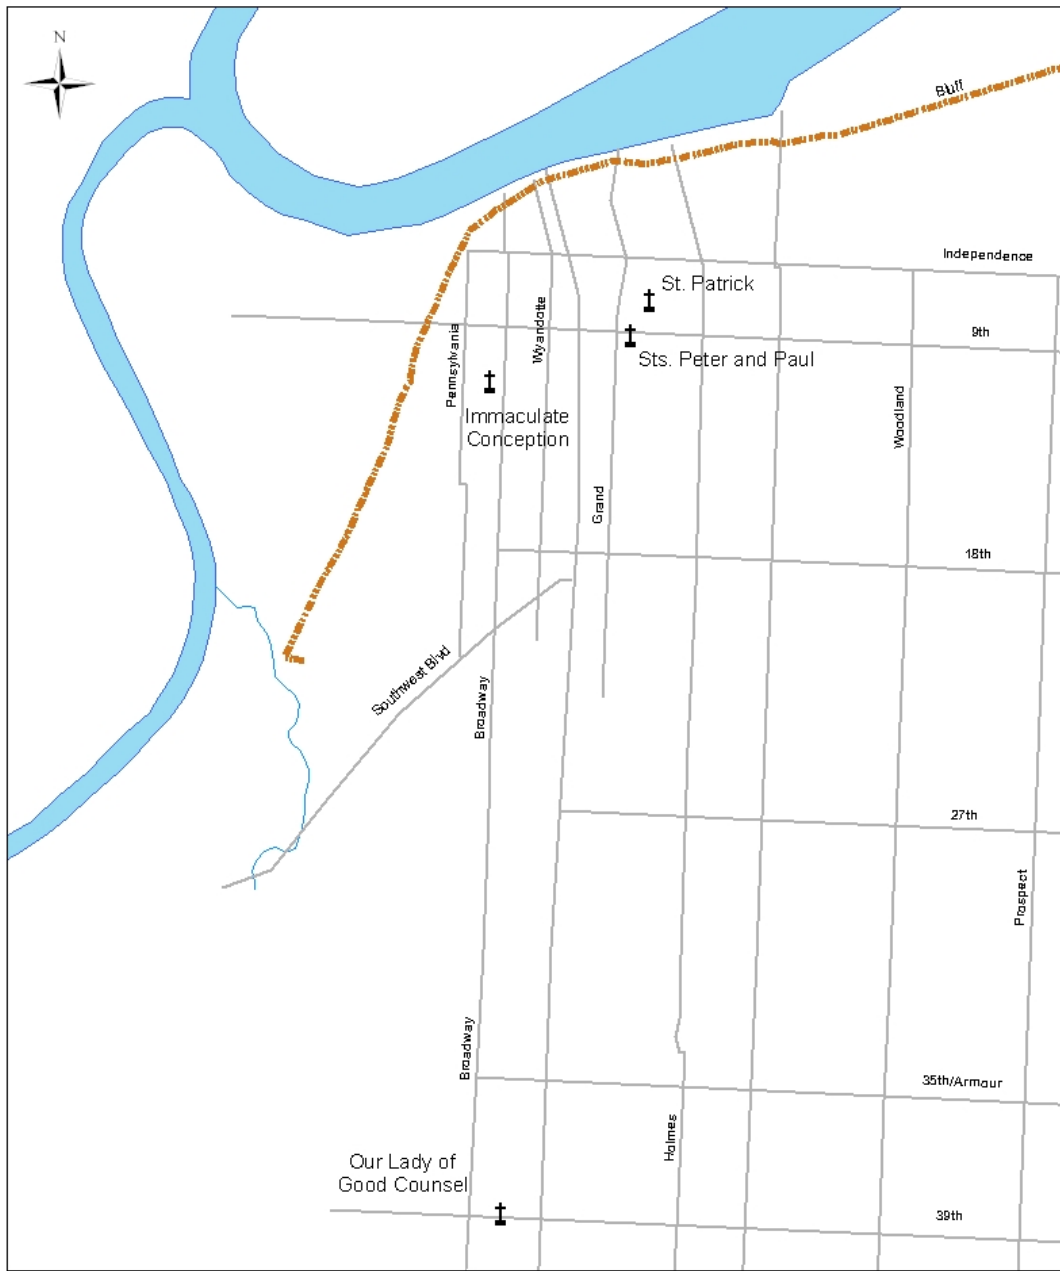 N
Bluff
Independence
St. Patrick
9th
Sts. Peter and Paul
Pennsylvania
Wyandotte
Immaculate
Conception
Woodland
Grand
18th
Southwest Blvd
Broadway
27th
Prospect
Broadway
35th/Armour
Holmes
Our Lady of
Good Counsel
39th